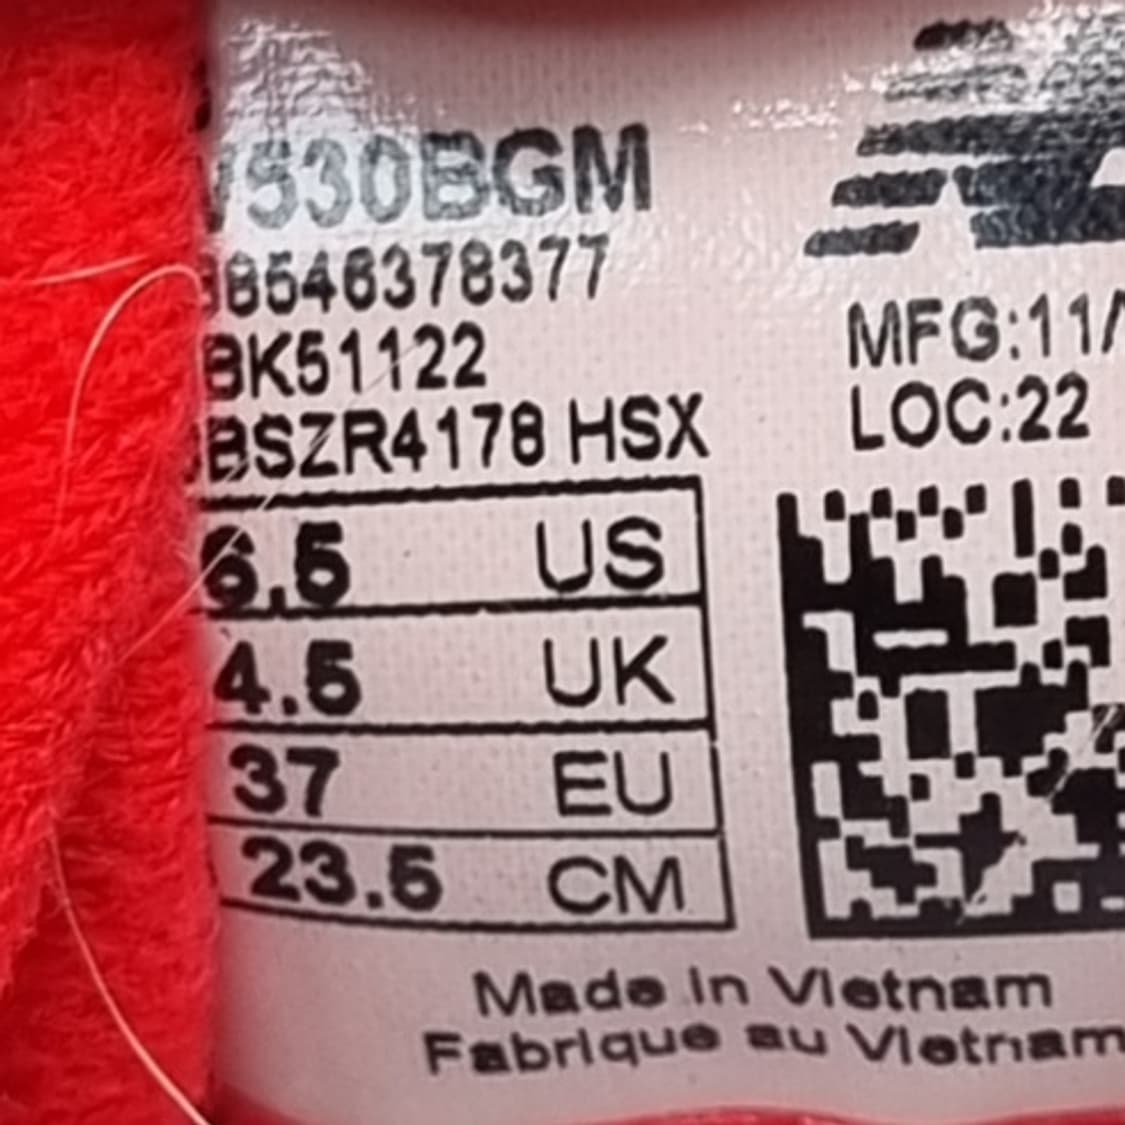 530BGM
8546378377
BK51122
BSZR4178 HSX
MFG:11/
LOC:22
6.5 US
4.5 UK
37 EU
23.5 CM
Made in Vietnam
Fabrique au Vietnam